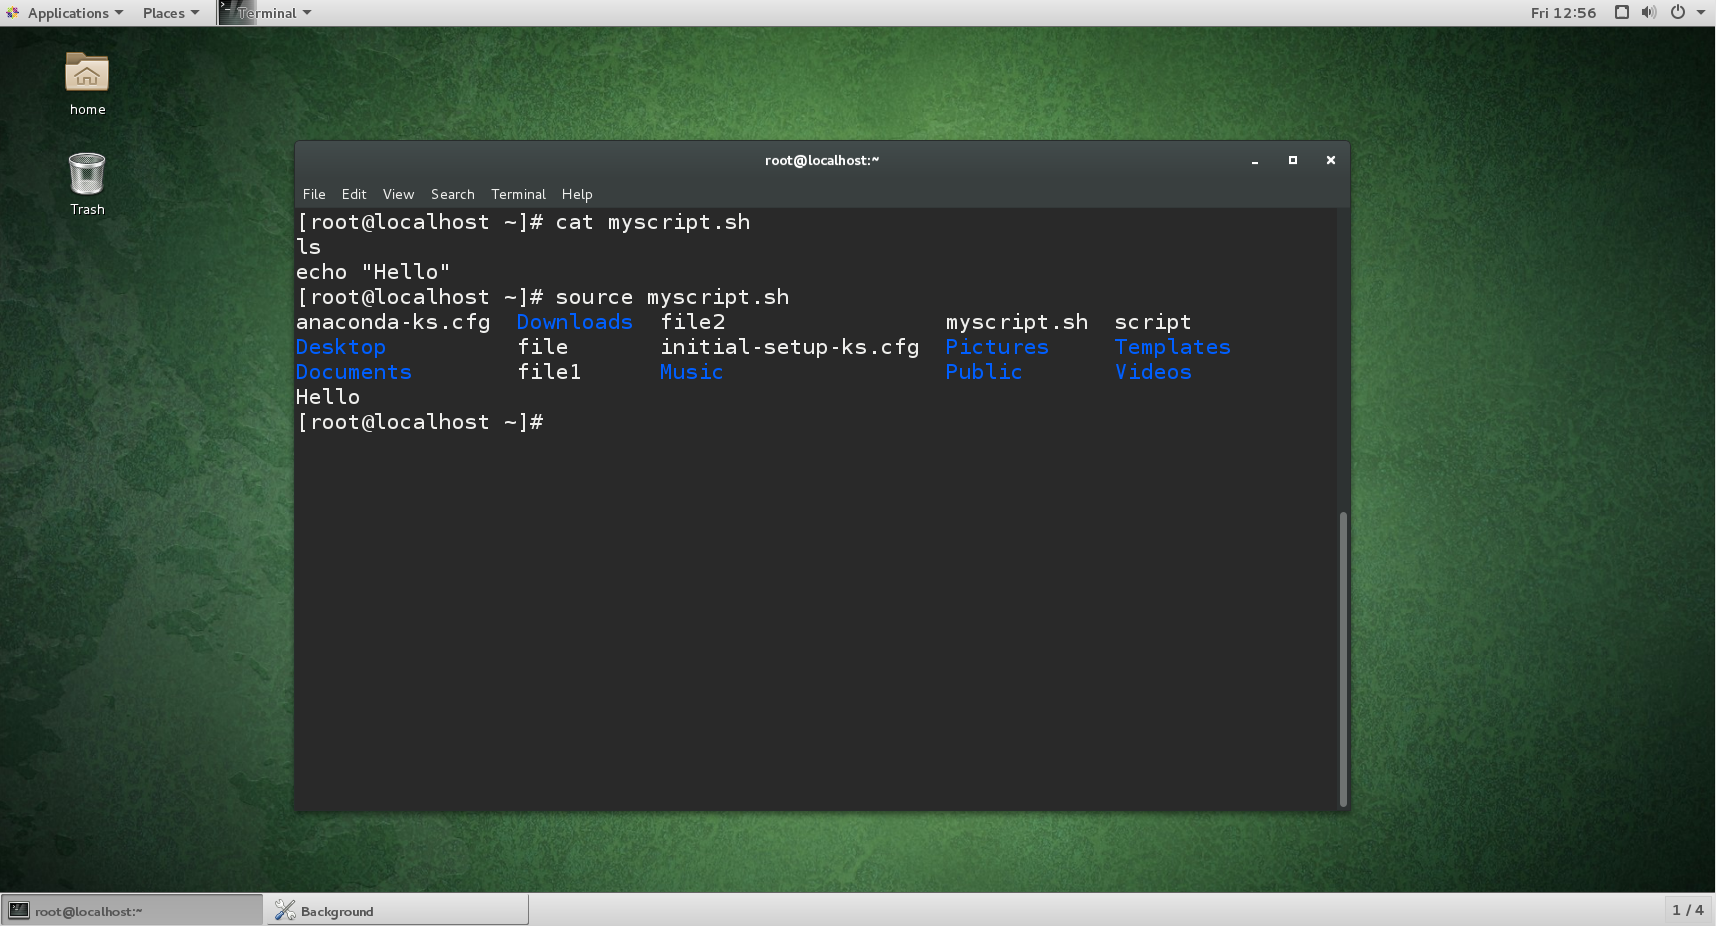 Applications Places Terminal Fri 12:56
home
Trash
root@localhost:~
File Edit View Search Terminal Help
[root@localhost ~]# cat myscript.sh
ls
echo "Hello"
[root@localhost ~]# source myscript.sh
anaconda-ks.cfg Downloads file2 myscript.sh script
Desktop file initial-setup-ks.cfg Pictures Templates
Documents file1 Music Public Videos
Hello
[root@localhost ~]#
root@localhost:~ Background 1 / 4